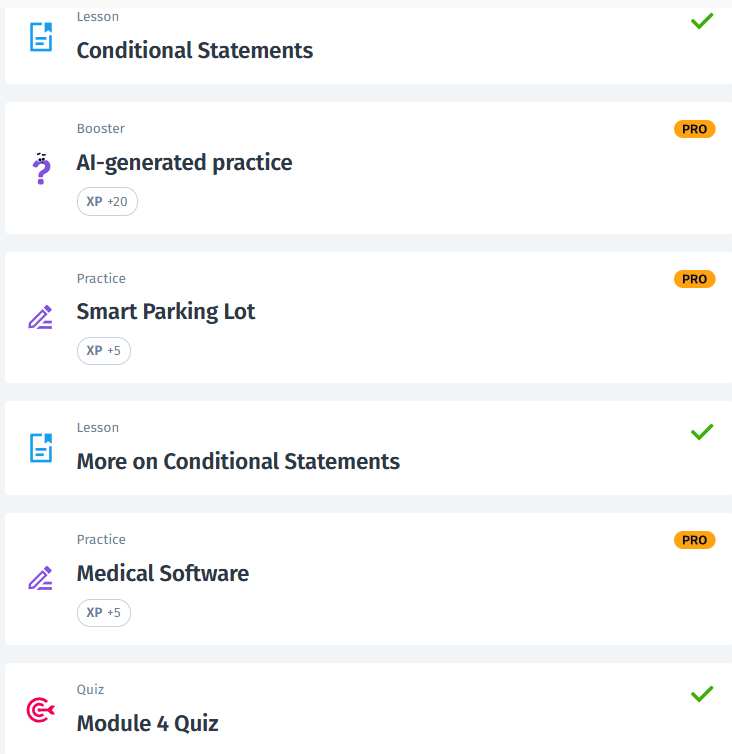 Lesson
Conditional Statements
Booster
PRO
AI-generated practice
XP +20
Practice
PRO
Smart Parking Lot
XP +5
Lesson
More on Conditional Statements
Practice
PRO
Medical Software
XP +5
Quiz
Module 4 Quiz